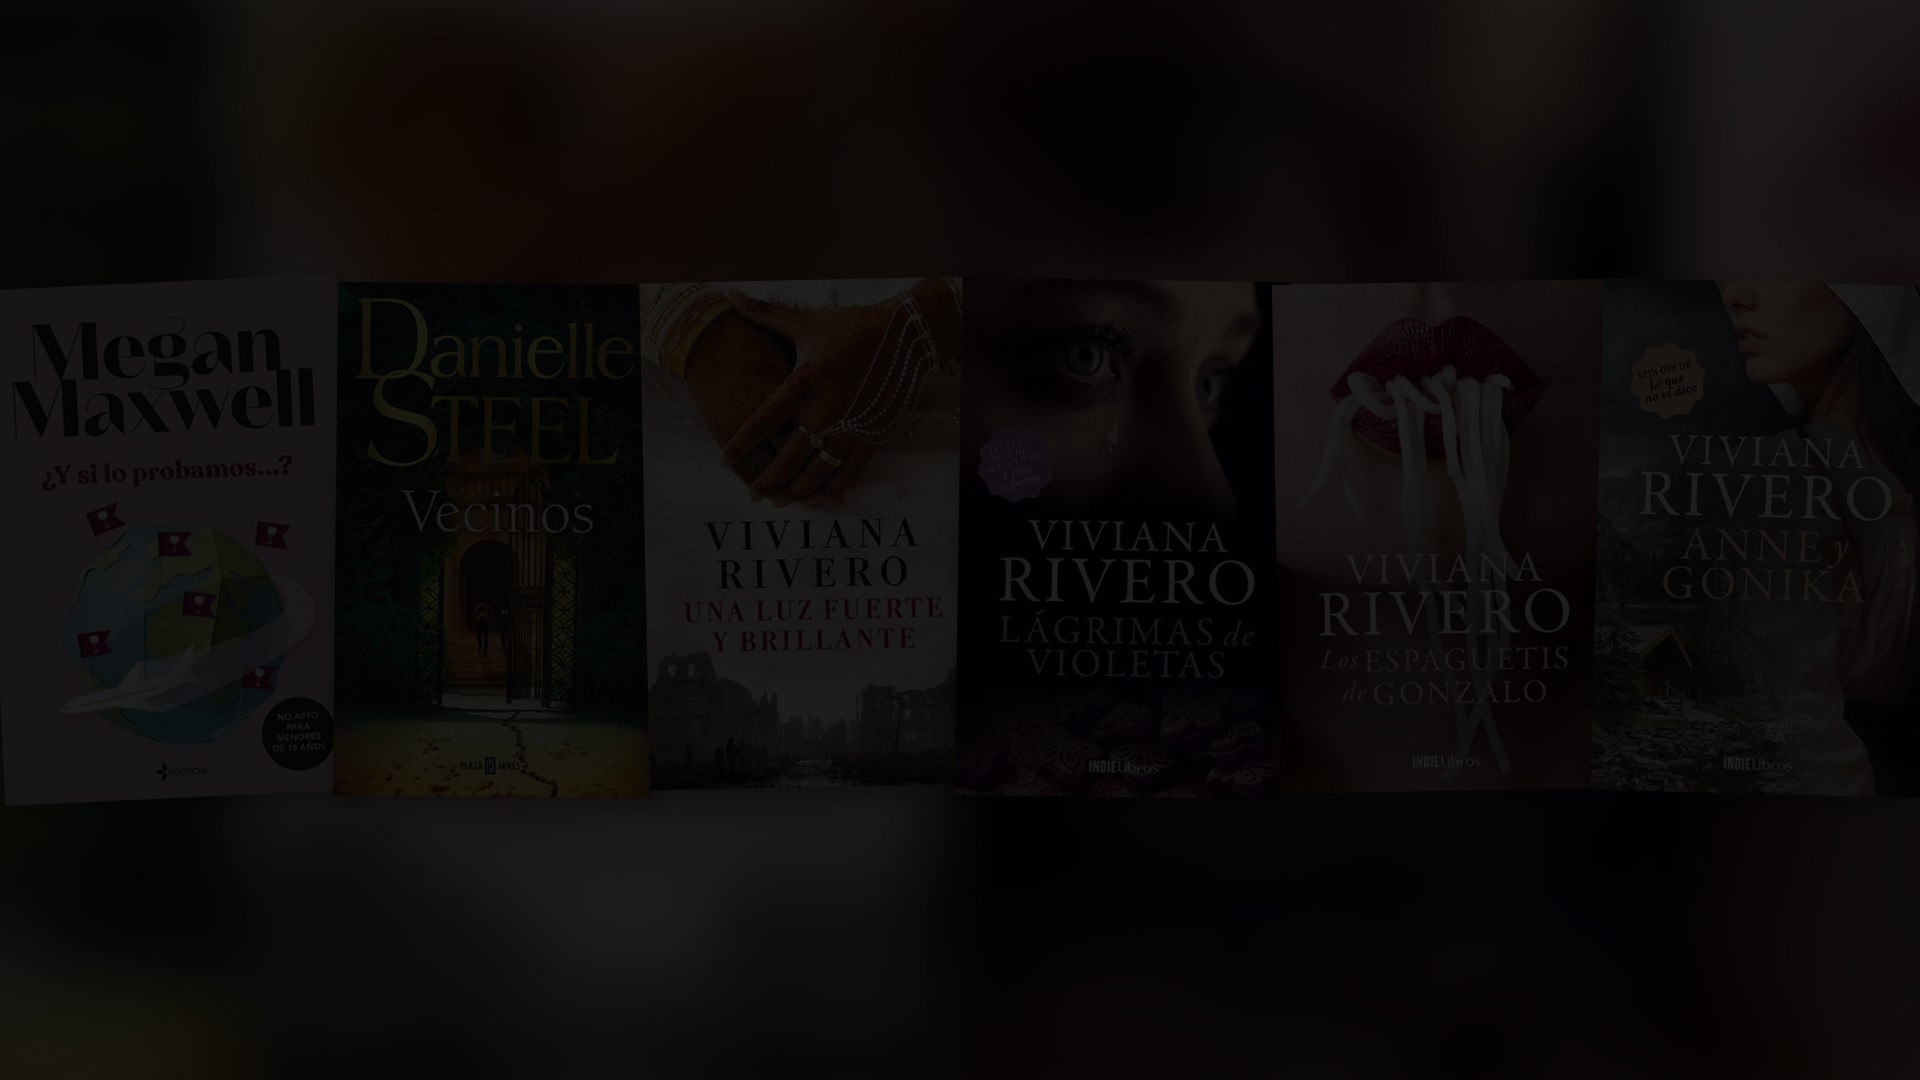 Megan
Maxwell
¿Y si lo probamos...?
NO APTO
PARA
MENORES
DE 18 AÑOS
esencia
Danielle
STEEL
Vecinos
PLAZA JANES
VIVIANA
RIVERO
UNA LUZ FUERTE
Y BRILLANTE
emecé
VIVIANA
RIVERO
LÁGRIMAS de
VIOLETAS
INDIELibros
VIVIANA
RIVERO
Los ESPAGUETIS
de GONZALO
INDIELibros
SPIN OFF DE
Lo que
no se dice
VIVIANA
RIVERO
ANNE y
GONIKA
INDIELibros